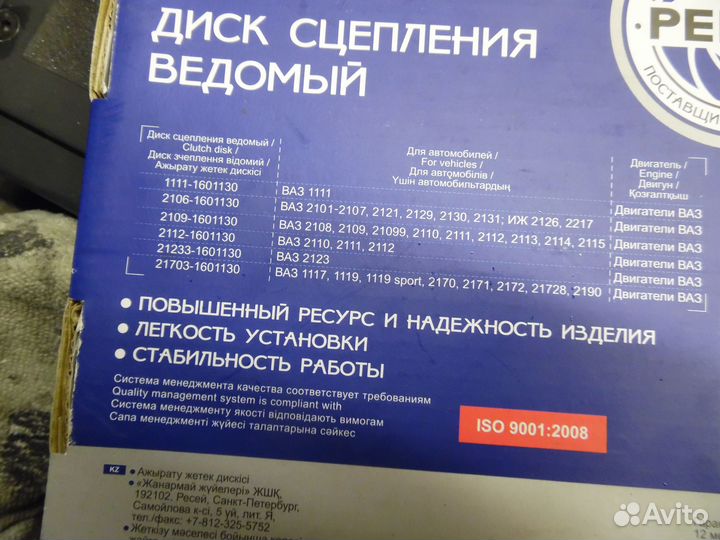 ДИСК СЦЕПЛЕНИЯ
ВЕДОМЫЙ
РЕ
ПОСТАВЩИ
Диск сцепления ведомый /
Clutch disk /
Диск зчеплення відомий /
Ажырату жетек дискісі
Для автомобилей /
For vehicles /
Для автомобілів /
Үшін автомобильтардың
Двигатель /
Engine /
Двигун /
Қозғалтқыш
1111-1601130 ВАЗ 1111
2106-1601130 ВАЗ 2101-2107, 2121, 2129, 2130, 2131; ИЖ 2126, 2217 Двигатели ВАЗ
2109-1601130 ВАЗ 2108, 2109, 21099, 2110, 2111, 2112, 2113, 2114, 2115 Двигатели ВАЗ
2112-1601130 ВАЗ 2110, 2111, 2112 Двигатели ВАЗ
21233-1601130 ВАЗ 2123 Двигатели ВАЗ
21703-1601130 ВАЗ 1117, 1119, 1119 sport, 2170, 2171, 2172, 21728, 2190 Двигатели ВАЗ
• ПОВЫШЕННЫЙ РЕСУРС И НАДЕЖНОСТЬ ИЗДЕЛИЯ
• ЛЕГКОСТЬ УСТАНОВКИ
• СТАБИЛЬНОСТЬ РАБОТЫ
Система менеджмента качества соответствует требованиям
Quality management system is compliant with
Система менеджменту якості відповідають вимогам
Сапа менеджменті жүйесі талаптарына сәйкес
ISO 9001:2008
KZ
• Ажырату жетек дискісі
• «Жанармай жүйелері» ЖШҚ,
192102, Ресей, Санкт-Петербург,
Самойлова к-сі, 5 үй, лит. Я,
тел./факс: +7-812-325-5752
• Жеткізу мәселесі бойынша
12
Avito